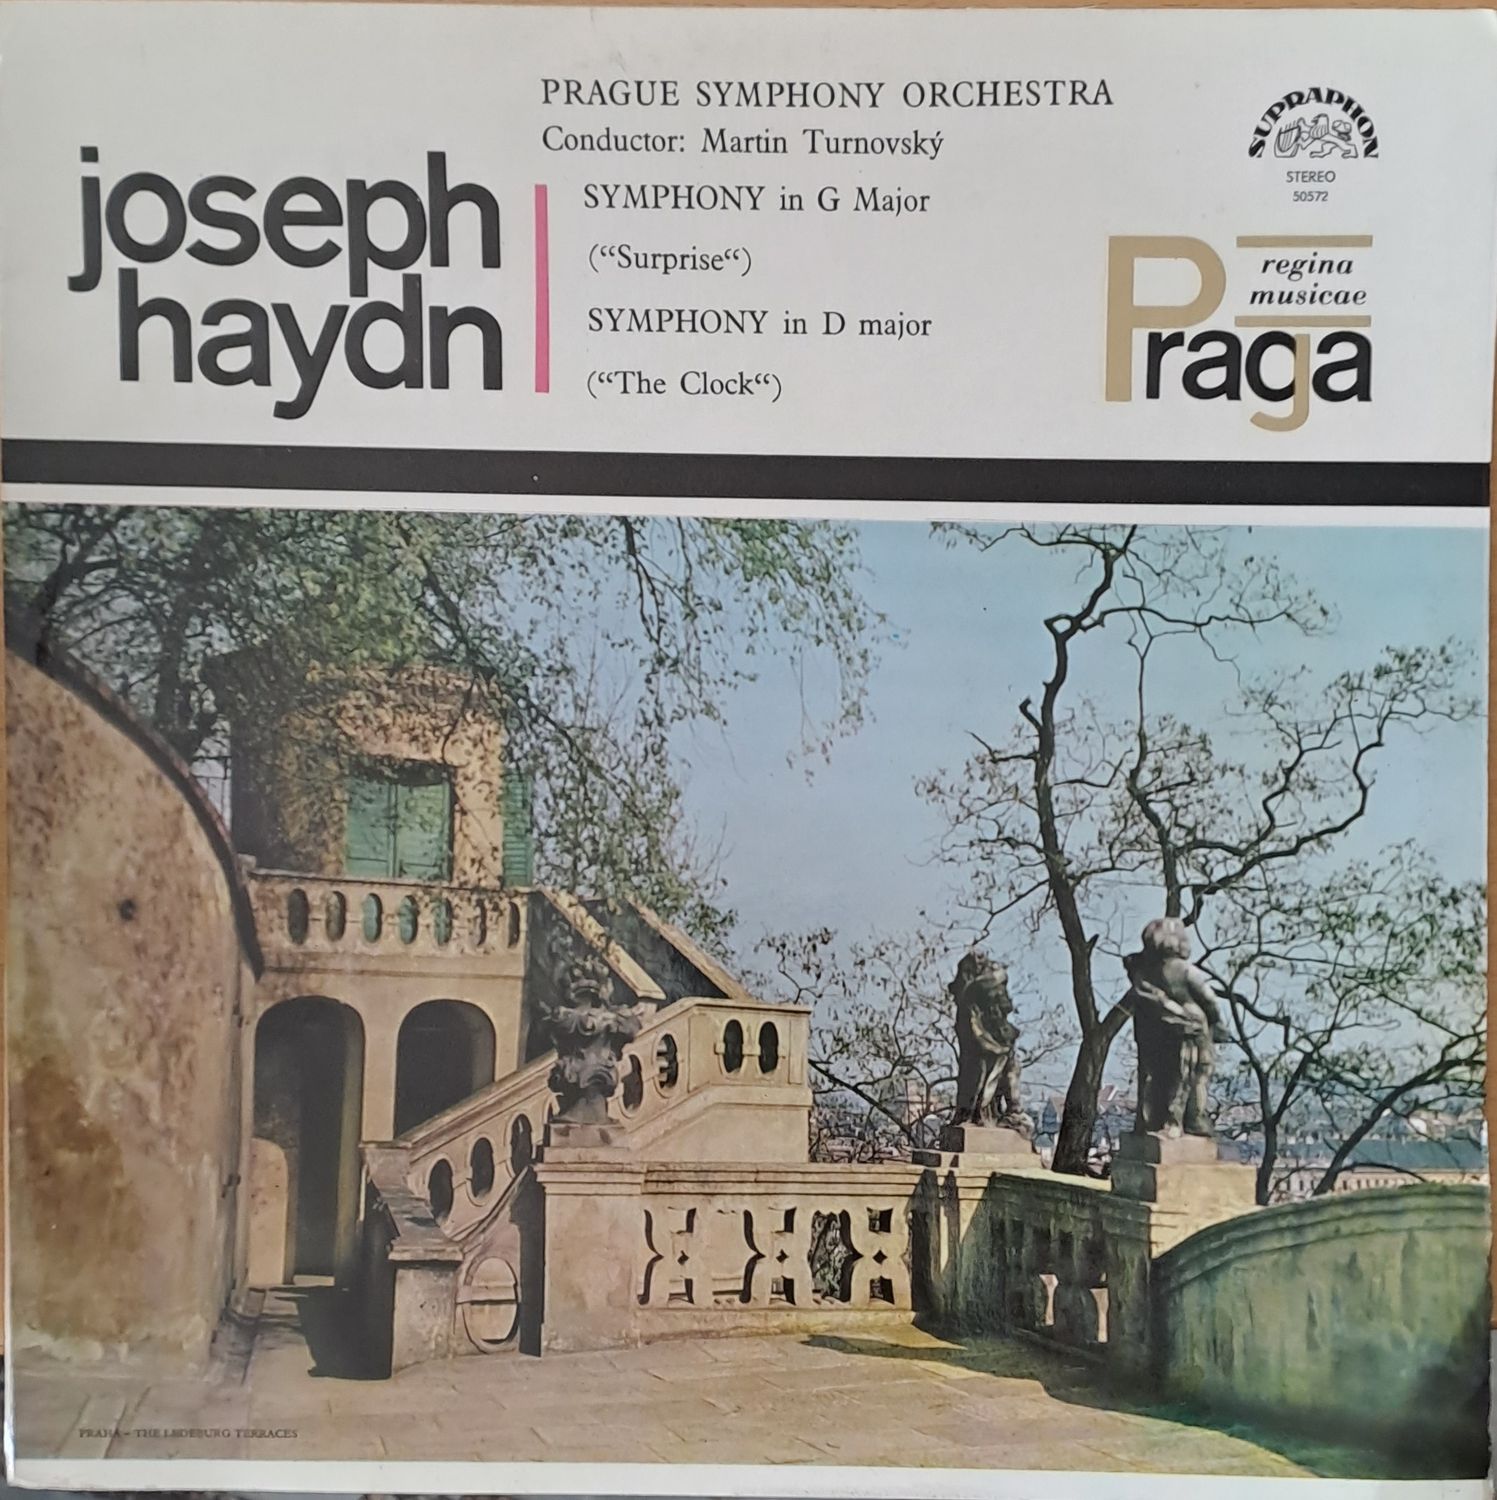 PRAGUE SYMPHONY ORCHESTRA
Conductor: Martin Turnovský
joseph
haydn
SYMPHONY in G Major
(“Surprise“)
SYMPHONY in D major
(“The Clock“)
SUPRAPHON
STEREO
50572
regina
musicae
Praga
PRAHA – THE LEDEBURG TERRACES